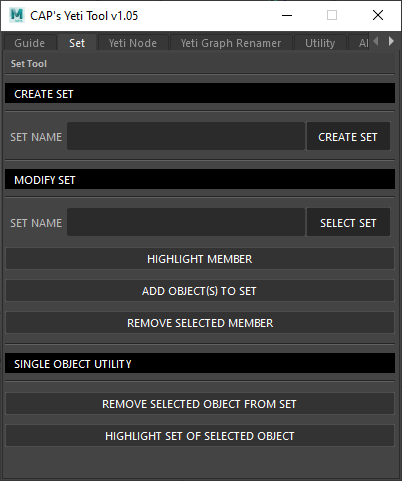 CAP's Yeti Tool v1.05
Guide Set Yeti Node Yeti Graph Renamer Utility
Set Tool
CREATE SET
SET NAME CREATE SET
MODIFY SET
SET NAME SELECT SET
HIGHLIGHT MEMBER
ADD OBJECT(S) TO SET
REMOVE SELECTED MEMBER
SINGLE OBJECT UTILITY
REMOVE SELECTED OBJECT FROM SET
HIGHLIGHT SET OF SELECTED OBJECT